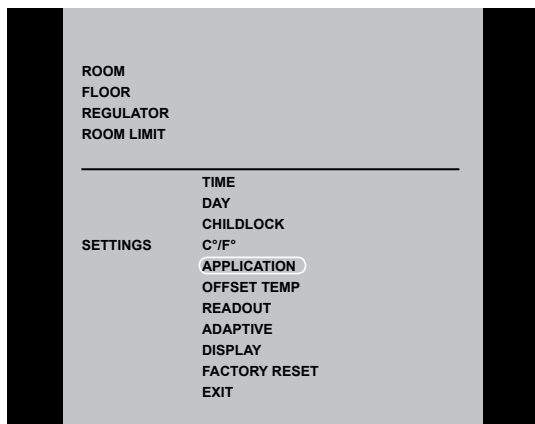 ROOM
FLOOR
REGULATOR
ROOM LIMIT
TIME
DAY
CHILDLOCK
SETTINGS C°/F°
APPLICATION
OFFSET TEMP
READOUT
ADAPTIVE
DISPLAY
FACTORY RESET
EXIT